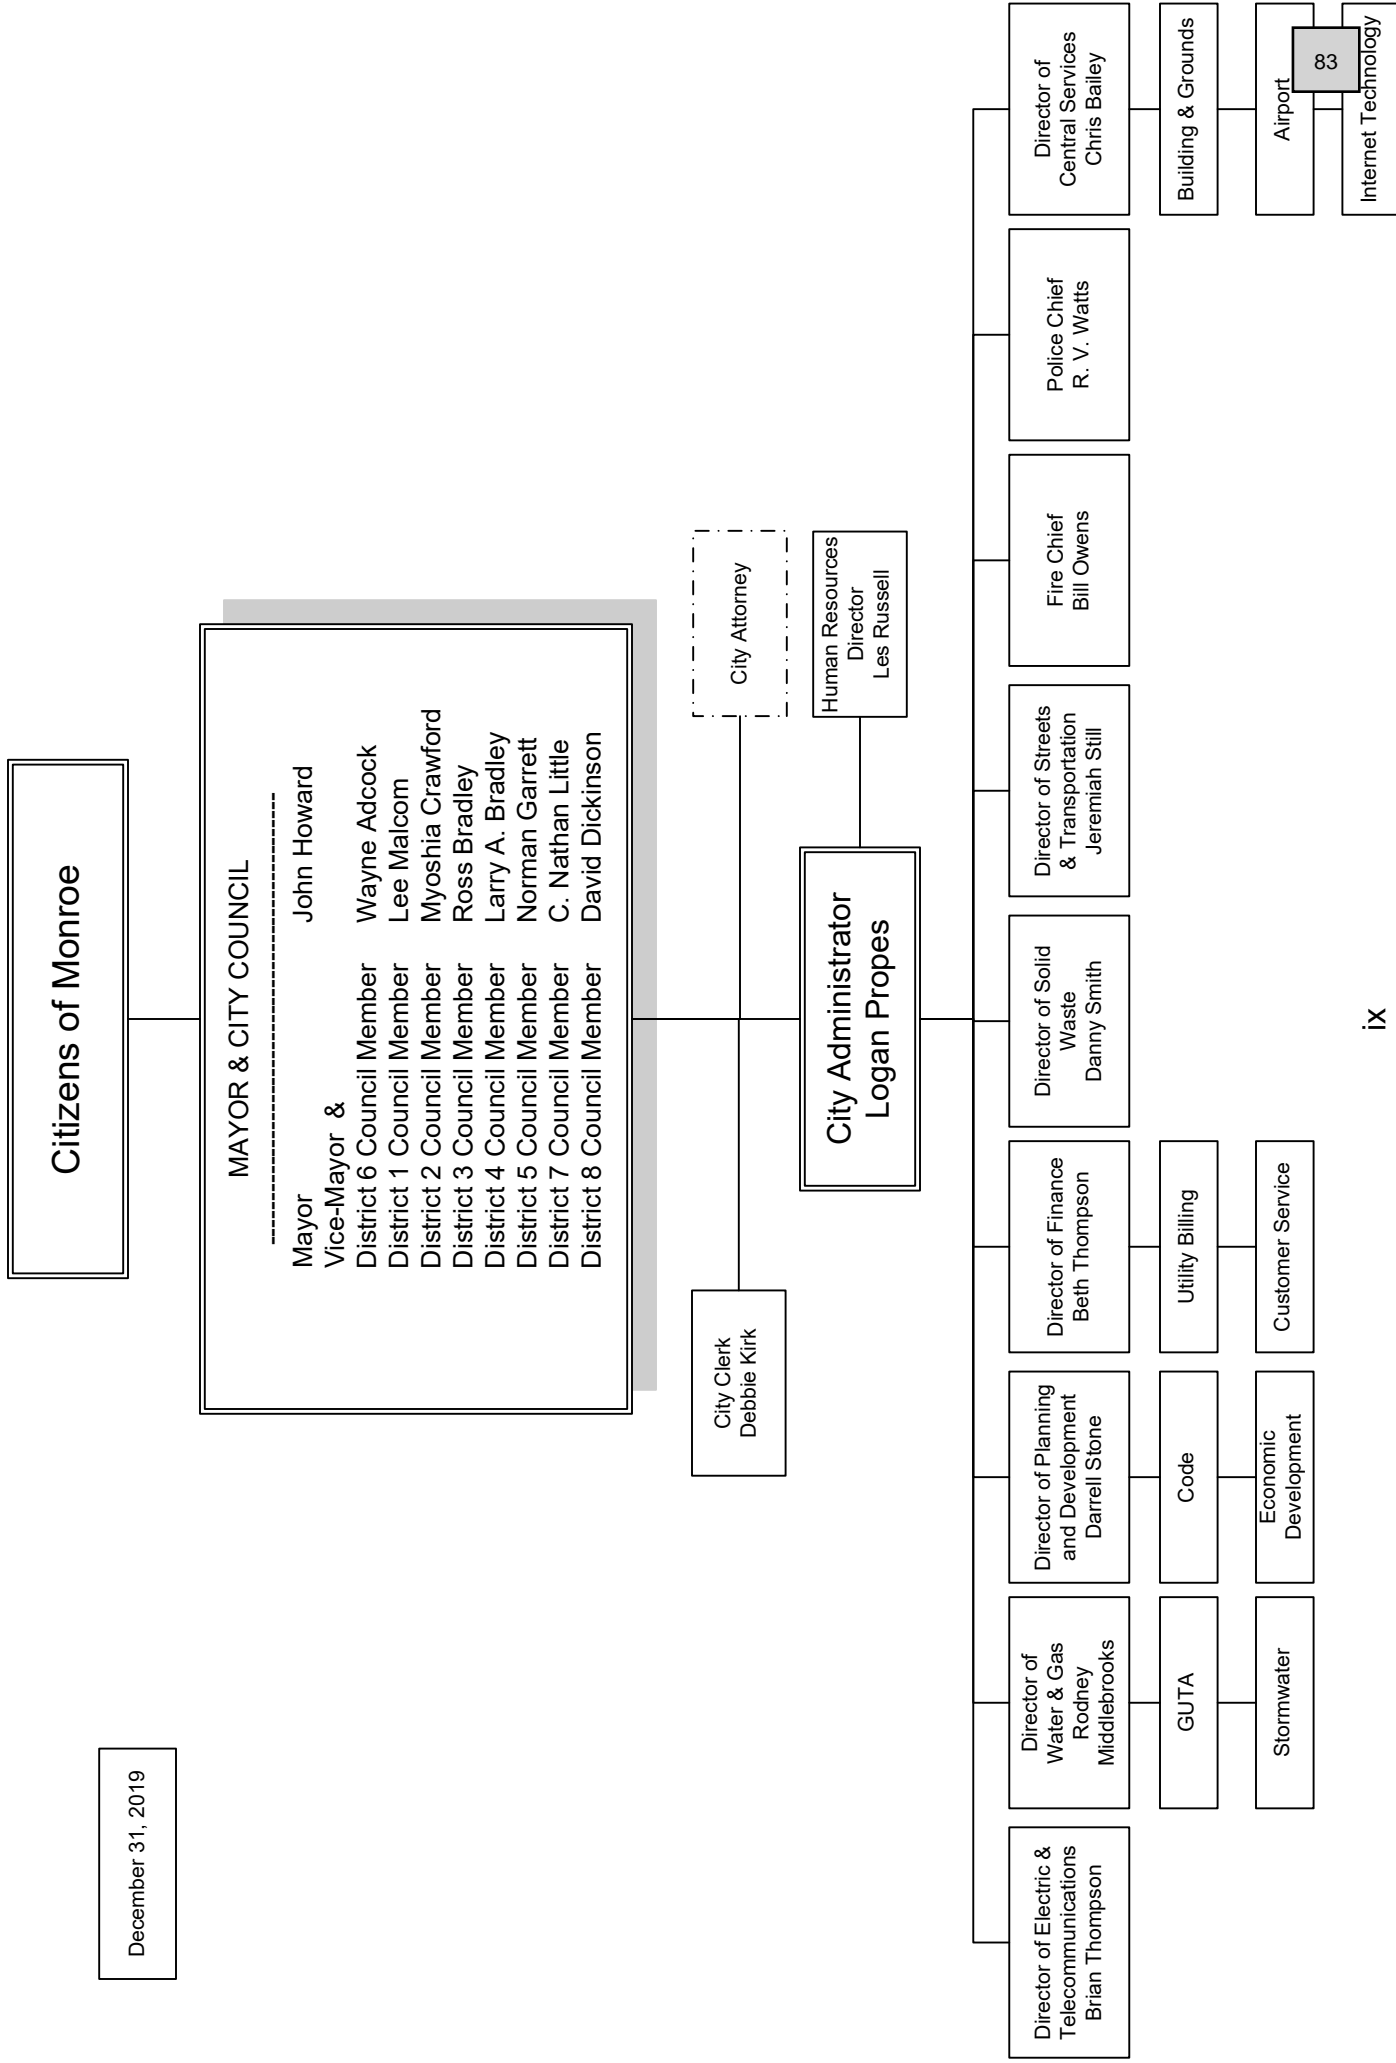 December 31, 2019
Citizens of Monroe
MAYOR & CITY COUNCIL
--------------------------------------------------------
Mayor John Howard
Vice-Mayor &
District 6 Council Member Wayne Adcock
District 1 Council Member Lee Malcom
District 2 Council Member Myoshia Crawford
District 3 Council Member Ross Bradley
District 4 Council Member Larry A. Bradley
District 5 Council Member Norman Garrett
District 7 Council Member C. Nathan Little
District 8 Council Member David Dickinson
City Clerk
Debbie Kirk
City Attorney
City Administrator
Logan Propes
Human Resources
Director
Les Russell
Director of Electric &
Telecommunications
Brian Thompson
Director of
Water & Gas
Rodney
Middlebrooks
GUTA
Stormwater
Director of Planning
and Development
Darrell Stone
Code
Economic
Development
Director of Finance
Beth Thompson
Utility Billing
Customer Service
Director of Solid
Waste
Danny Smith
Director of Streets
& Transportation
Jeremiah Still
Fire Chief
Bill Owens
Police Chief
R. V. Watts
Director of
Central Services
Chris Bailey
Building & Grounds
Airport
Internet Technology
83
ix